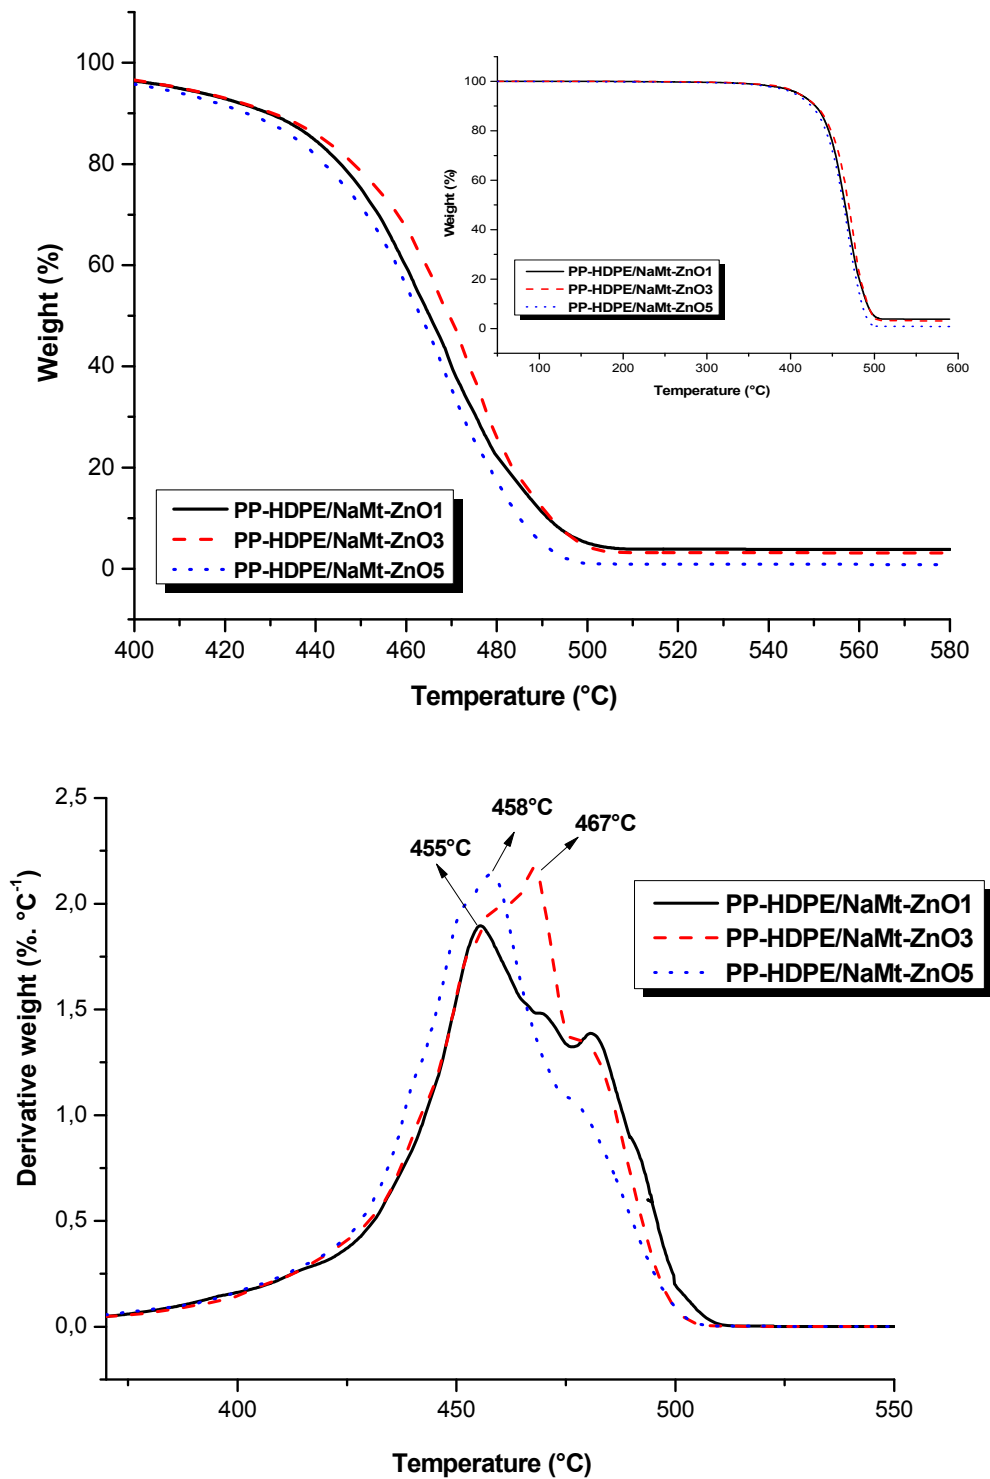 100
80
60
40
20
0
Weight (%)
400
420
440
460
480
500
520
540
560
580
Temperature (°C)
PP-HDPE/NaMt-ZnO1
PP-HDPE/NaMt-ZnO3
PP-HDPE/NaMt-ZnO5
100
80
60
40
20
0
Weight (%)
PP-HDPE/NaMt-ZnO1
PP-HDPE/NaMt-ZnO3
PP-HDPE/NaMt-ZnO5
100
200
300
400
500
600
Temperature (°C)
2,5
2,0
1,5
1,0
0,5
0,0
Derivative weight (%. °C⁻¹)
458°C
467°C
455°C
PP-HDPE/NaMt-ZnO1
PP-HDPE/NaMt-ZnO3
PP-HDPE/NaMt-ZnO5
400
450
500
550
Temperature (°C)